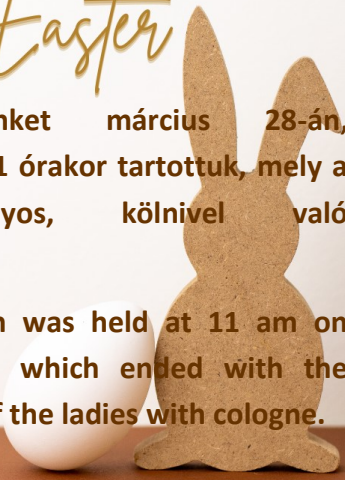 Easter
nket március 28-án,
1 órakor tartottuk, mely a
yos, kölnivel való
n was held at 11 am on
which ended with the
f the ladies with cologne.